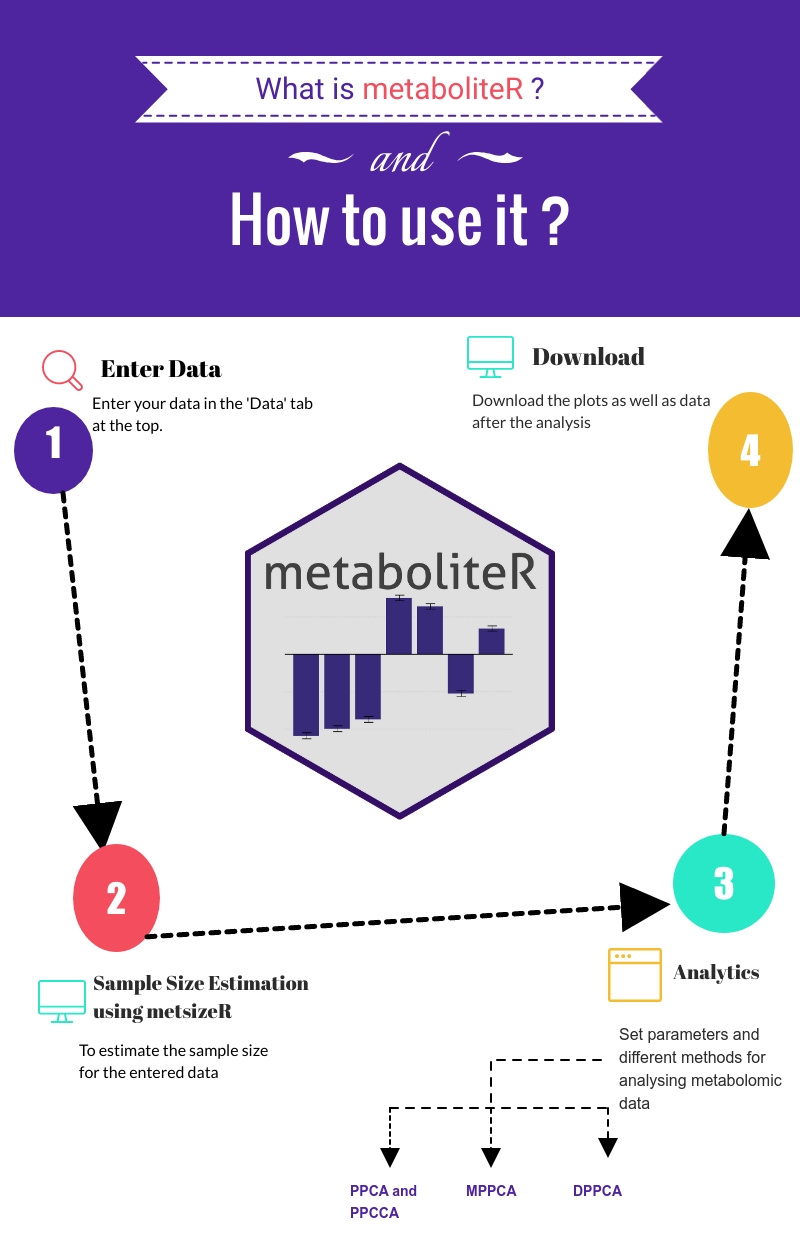 What is metaboliteR ?
and
How to use it ?
1
Enter Data
Enter your data in the 'Data' tab
at the top.
Download
Download the plots as well as data
after the analysis
4
metaboliteR
2
Sample Size Estimation
using metsizeR
To estimate the sample size
for the entered data
3
Analytics
Set parameters and
different methods for
analysing metabolomic
data
PPCA and
PPCCA
MPPCA
DPPCA